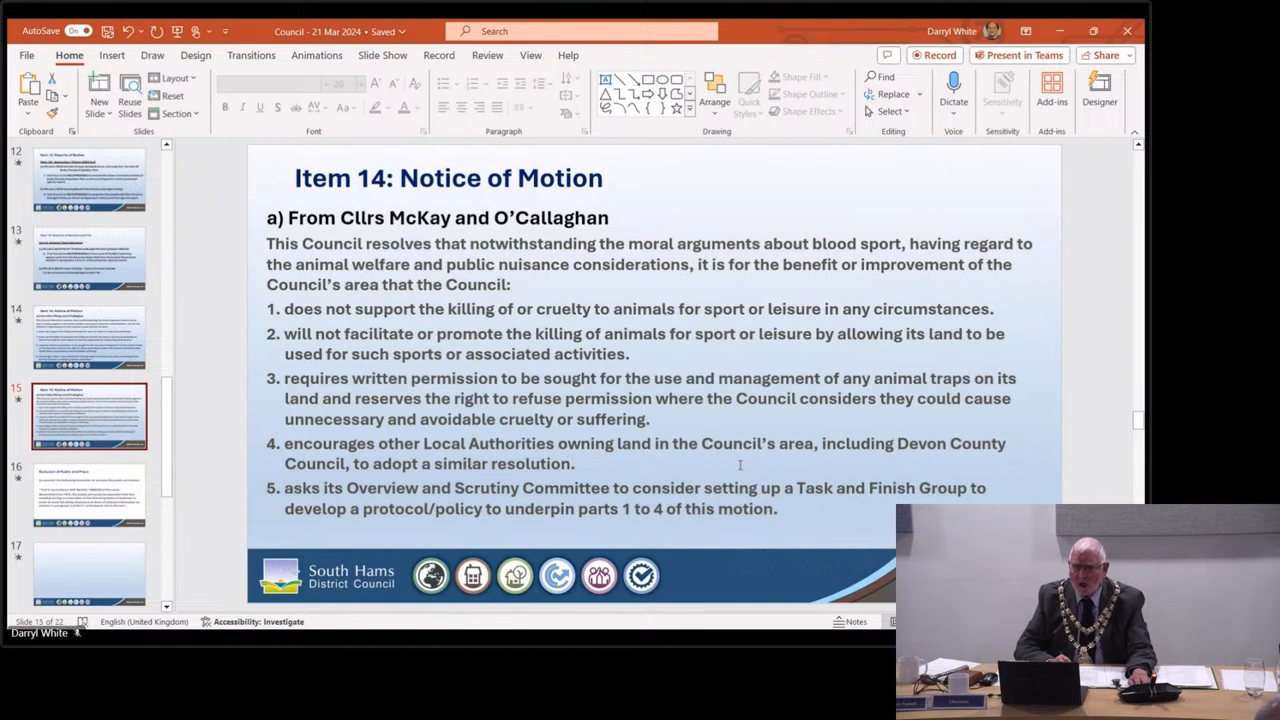 AutoSave On
Council - 21 Mar 2024 • Saved
Search
Darryl White
File Home Insert Draw Design Transitions Animations Slide Show Record Review View Help
Record Present in Teams Share
Paste
New Slide
Reuse Slides
Layout
Reset
Section
Arrange
Quick Styles
Shape Fill
Shape Outline
Shape Effects
Find
Replace
Select
Dictate
Sensitivity
Add-ins
Designer
Clipboard Slides Font Paragraph Drawing Editing Voice Sensitivity Add-ins
12
13
14
15
16
17
Item 14: Notice of Motion
a) From Cllrs McKay and O'Callaghan
This Council resolves that notwithstanding the moral arguments about blood sport, having regard to
the animal welfare and public nuisance considerations, it is for the benefit or improvement of the
Council's area that the Council:
1. does not support the killing of or cruelty to animals for sport or leisure in any circumstances.
2. will not facilitate or promote killing of animals for sport or leisure by allowing its land to be
used for such sports or associated activities.
3. requires written permission to be sought for the use and management of any animal traps on its
land and reserves the right to refuse permission where the Council considers they could cause
unnecessary and avoidable cruelty or suffering.
4. encourages other Local Authorities owning land in the Council's area, including Devon County
Council, to adopt a similar resolution.
5. asks its Overview and Scrutiny Committee to consider setting up a Task and Finish Group to
develop a protocol/policy to underpin parts 1 to 4 of this motion.
South Hams
District Council
Slide 15 of 22 English (United Kingdom) Accessibility: Investigate Notes
Darryl White